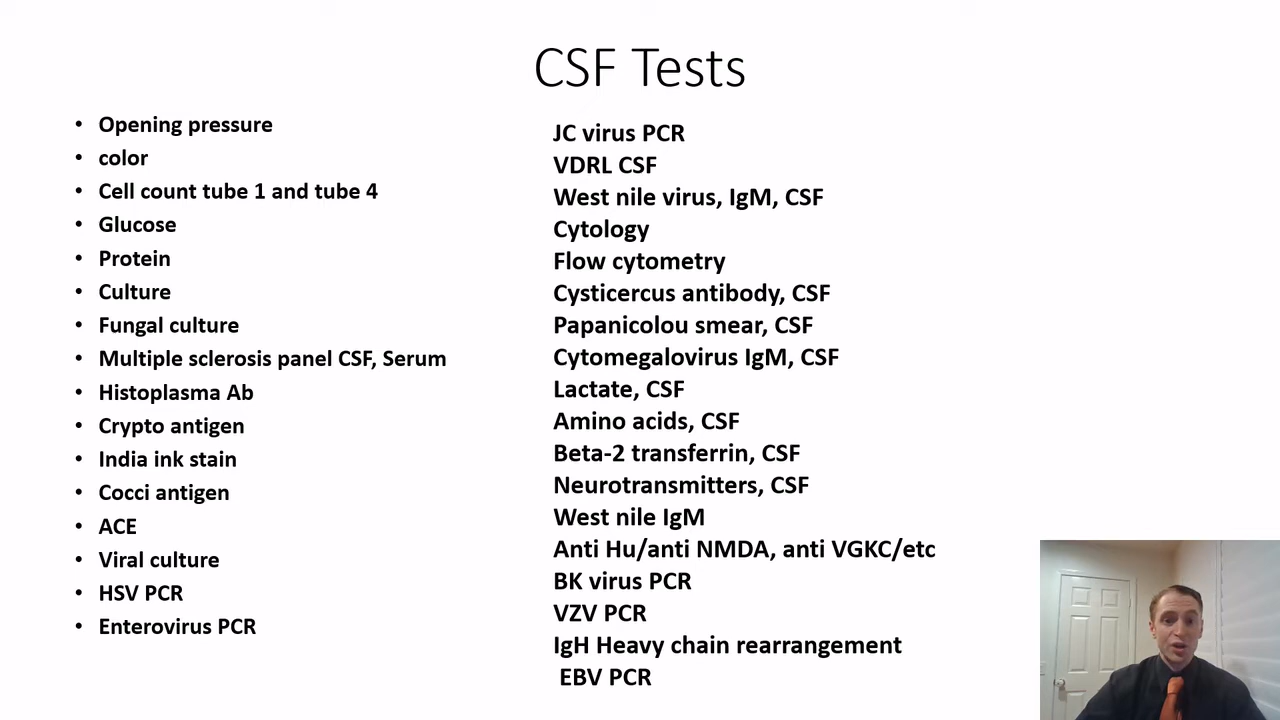 CSF Tests
• Opening pressure
• color
• Cell count tube 1 and tube 4
• Glucose
• Protein
• Culture
• Fungal culture
• Multiple sclerosis panel CSF, Serum
• Histoplasma Ab
• Crypto antigen
• India ink stain
• Cocci antigen
• ACE
• Viral culture
• HSV PCR
• Enterovirus PCR
JC virus PCR
VDRL CSF
West nile virus, IgM, CSF
Cytology
Flow cytometry
Cysticercus antibody, CSF
Papanicolou smear, CSF
Cytomegalovirus IgM, CSF
Lactate, CSF
Amino acids, CSF
Beta-2 transferrin, CSF
Neurotransmitters, CSF
West nile IgM
Anti Hu/anti NMDA, anti VGKC/etc
BK virus PCR
VZV PCR
IgH Heavy chain rearrangement
EBV PCR